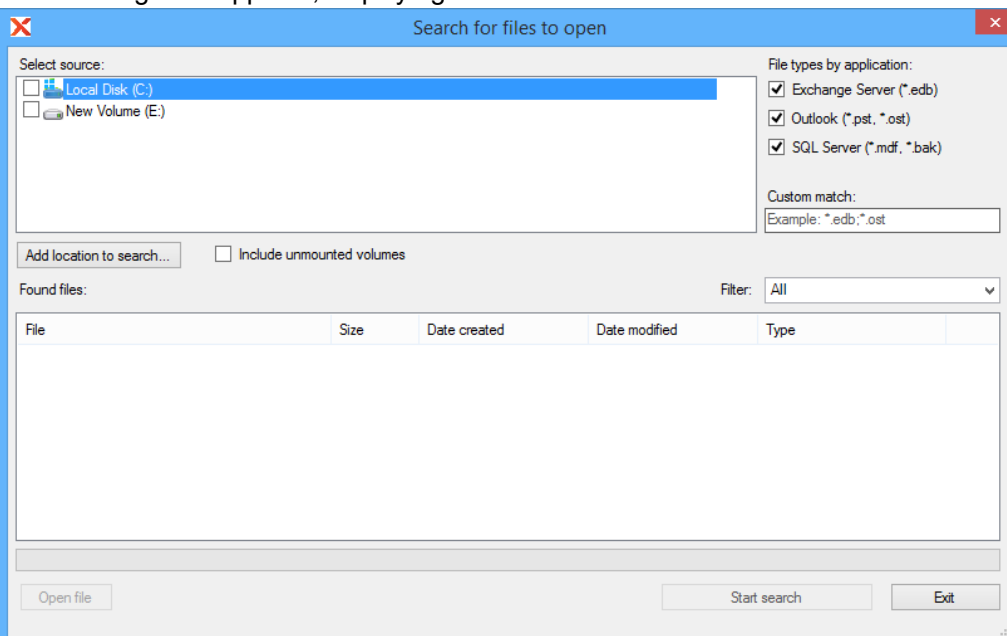 Search for files to open
Select source:
Local Disk (C:)
New Volume (E:)
File types by application:
Exchange Server (*.edb)
Outlook (*.pst, *.ost)
SQL Server (*.mdf, *.bak)
Custom match:
Example: *.edb;*.ost
Add location to search...
Include unmounted volumes
Found files:
Filter: All
File Size Date created Date modified Type
Open file
Start search
Exit